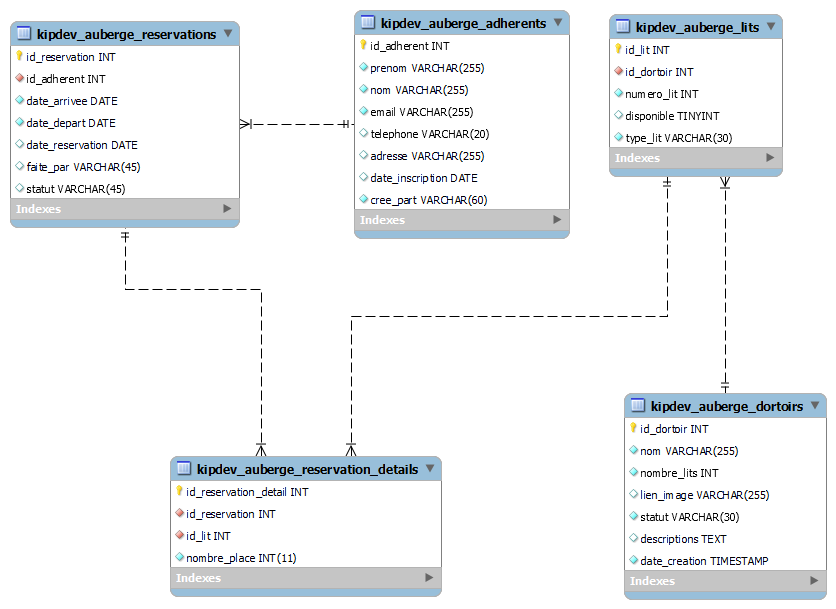 kipdev_auberge_reservations
id_reservation INT
id_adherent INT
date_arrivee DATE
date_depart DATE
date_reservation DATE
faite_par VARCHAR(45)
statut VARCHAR(45)
Indexes
kipdev_auberge_adherents
id_adherent INT
prenom VARCHAR(255)
nom VARCHAR(255)
email VARCHAR(255)
telephone VARCHAR(20)
adresse VARCHAR(255)
date_inscription DATE
cree_part VARCHAR(60)
Indexes
kipdev_auberge_lits
id_lit INT
id_dortoir INT
numero_lit INT
disponible TINYINT
type_lit VARCHAR(30)
Indexes
kipdev_auberge_reservation_details
id_reservation_detail INT
id_reservation INT
id_lit INT
nombre_place INT(11)
Indexes
kipdev_auberge_dortoirs
id_dortoir INT
nom VARCHAR(255)
nombre_lits INT
lien_image VARCHAR(255)
statut VARCHAR(30)
descriptions TEXT
date_creation TIMESTAMP
Indexes